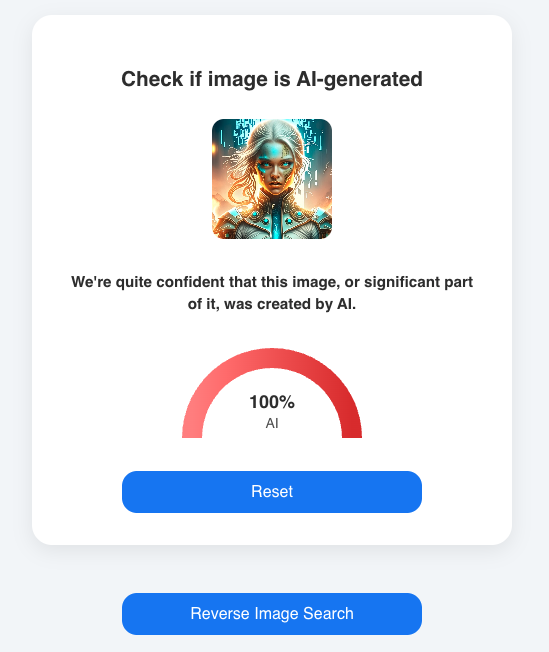 Check if image is AI-generated
We're quite confident that this image, or significant part
of it, was created by AI.
100%
AI
Reset
Reverse Image Search